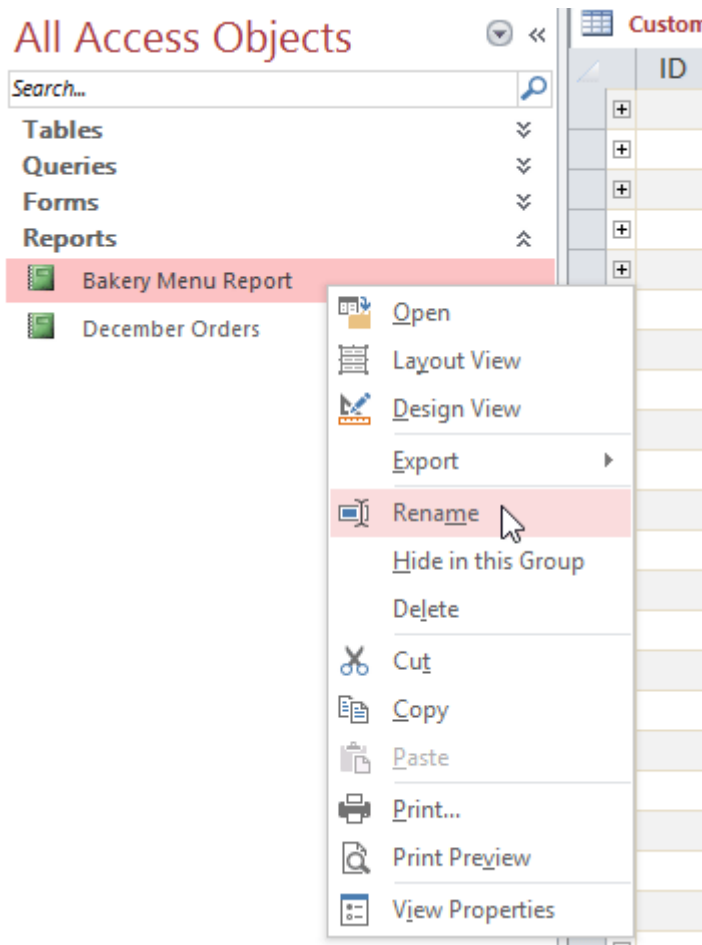 All Access Objects
Search...
Tables
Queries
Forms
Reports
Bakery Menu Report
December Orders
Custom
ID
Open
Layout View
Design View
Export
Rename
Hide in this Group
Delete
Cut
Copy
Paste
Print...
Print Preview
View Properties